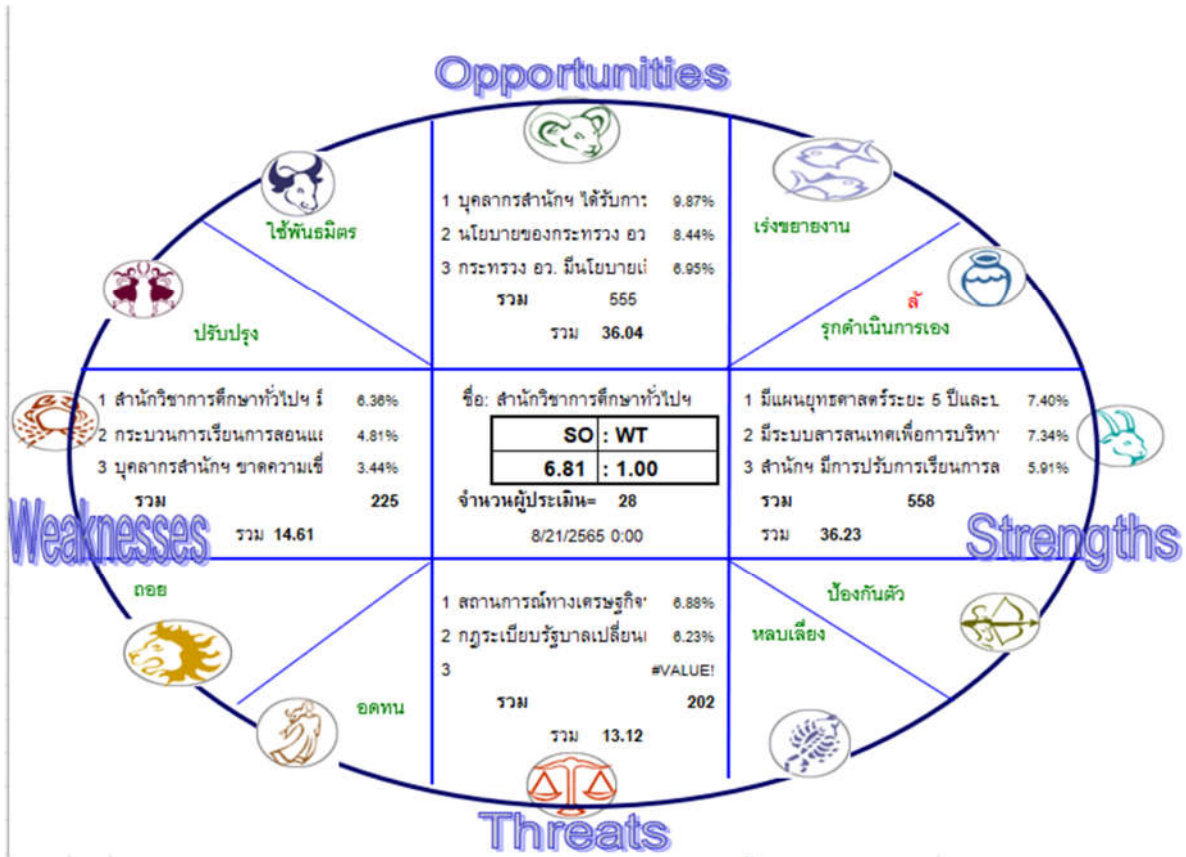 Opportunities
1 บุคลากรสำนักฯ ได้รับการ 9.87%
2 นโยบายของกระทรวง อว 8.44%
3 กระทรวง อว. มีนโยบายเ 6.95%
รวม 555
รวม 36.04
ใช้พันธมิตร
เร่งขยายงาน
ปรับปรุง
รุกดำเนินการเอง
1 สำนักวิชาการศึกษาทั่วไปฯ มี 6.36%
2 กระบวนการเรียนการสอนแ 4.81%
3 บุคลากรสำนักฯ ขาดความเชี่ 3.44%
รวม 225
รวม 14.61
Weaknesses
ชื่อ: สำนักวิชาการศึกษาทั่วไปฯ
SO : WT
6.81 : 1.00
จำนวนผู้ประเมิน= 28
8/21/2565 0:00
1 มีแผนยุทธศาสตร์ระยะ 5 ปีและ 7.40%
2 มีระบบสารสนเทศเพื่อการบริหา 7.34%
3 สำนักฯ มีการปรับการเรียนการส 5.91%
รวม 558
รวม 36.23
Strengths
ถอย
อดทน
1 สถานการณ์ทางเศรษฐกิจ 6.88%
2 กฎระเบียบรัฐบาลเปลี่ยน 6.23%
3 #VALUE!
รวม 202
รวม 13.12
ป้องกันตัว
หลบเลี่ยง
Threats